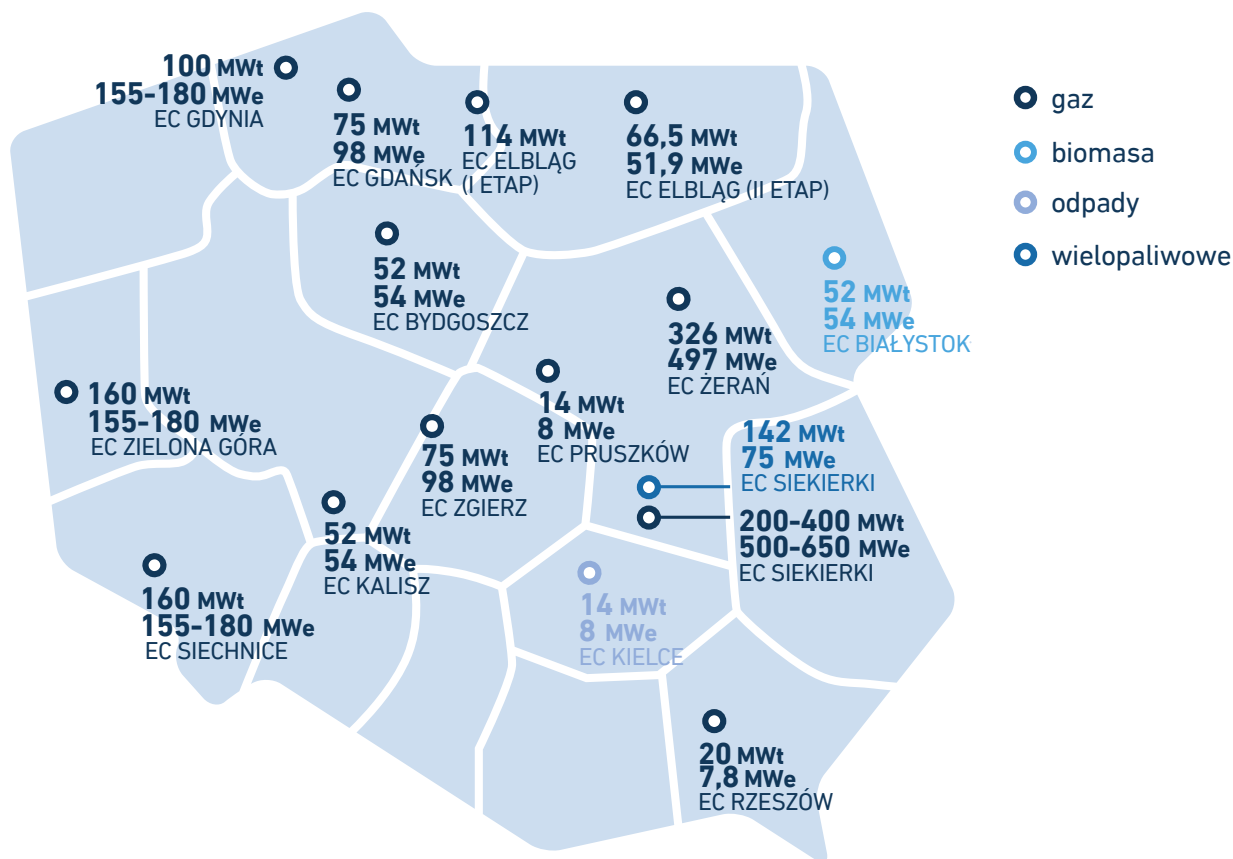 100 MWt
155-180 MWe
EC GDYNIA
75 MWt
98 MWe
EC GDAŃSK
114 MWt
EC ELBLĄG
(I ETAP)
66,5 MWt
51,9 MWe
EC ELBLĄG (II ETAP)
gaz
biomasa
odpady
wielopaliwowe
52 MWt
54 MWe
EC BYDGOSZCZ
52 MWt
54 MWe
EC BIAŁYSTOK
326 MWt
497 MWe
EC ŻERAŃ
160 MWt
155-180 MWe
EC ZIELONA GÓRA
14 MWt
8 MWe
EC PRUSZKÓW
75 MWt
98 MWe
EC ZGIERZ
142 MWt
75 MWe
EC SIEKIERKI
200-400 MWt
500-650 MWe
EC SIEKIERKI
52 MWt
54 MWe
EC KALISZ
160 MWt
155-180 MWe
EC SIECHNICE
14 MWt
8 MWe
EC KIELCE
20 MWt
7,8 MWe
EC RZESZÓW